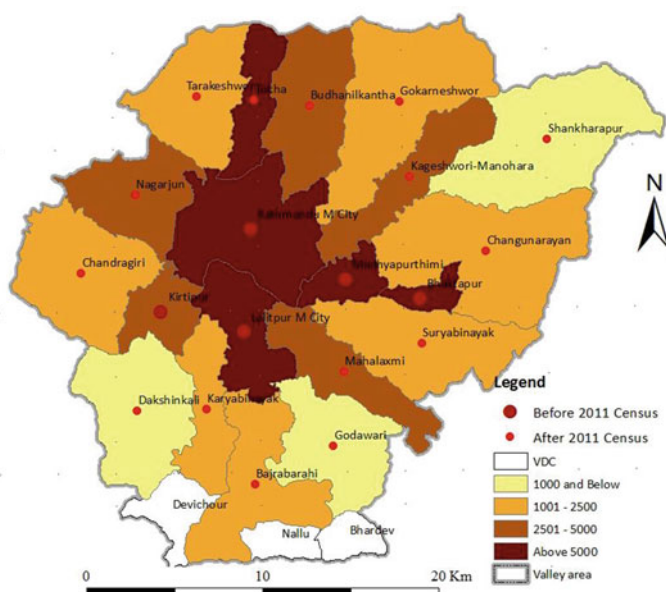 Tarakeshwor
Budhanilkantha
Gokarneshwor
Shankharapur
Kageshwori-Manohara
Nagarjun
N
Kathmandu M City
Changunarayan
Chandragiri
Madhyapurthimi
Bhaktapur
Kirtipur
Lalitpur M City
Suryabinayak
Mahalaxmi
Dakshinkali
Karyabinayak
Godawari
Bajrabarahi
Devichour
Nallu
Bhardev
Legend
Before 2011 Census
After 2011 Census
VDC
1000 and Below
1001 - 2500
2501 - 5000
Above 5000
Valley area
0 10 20 Km